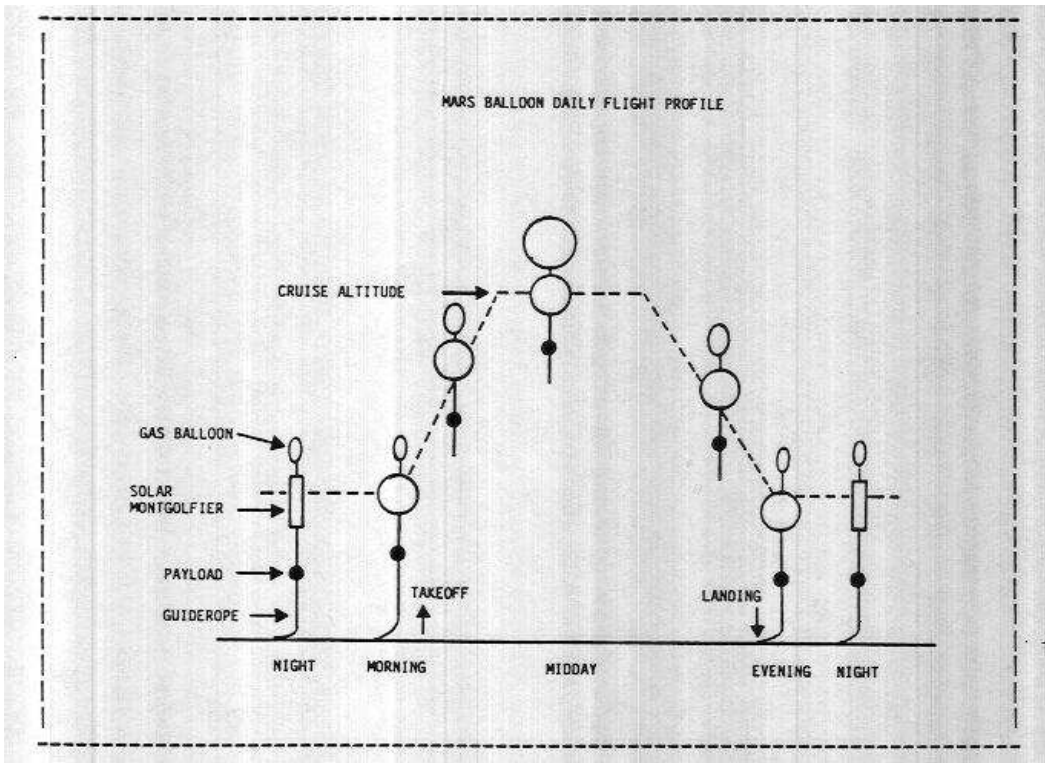 MARS BALLOON DAILY FLIGHT PROFILE
CRUISE ALTITUDE
GAS BALLOON
SOLAR
MONTGOLFIER
PAYLOAD
GUIDEROPE
TAKEOFF
LANDING
NIGHT
MORNING
MIDDAY
EVENING
NIGHT